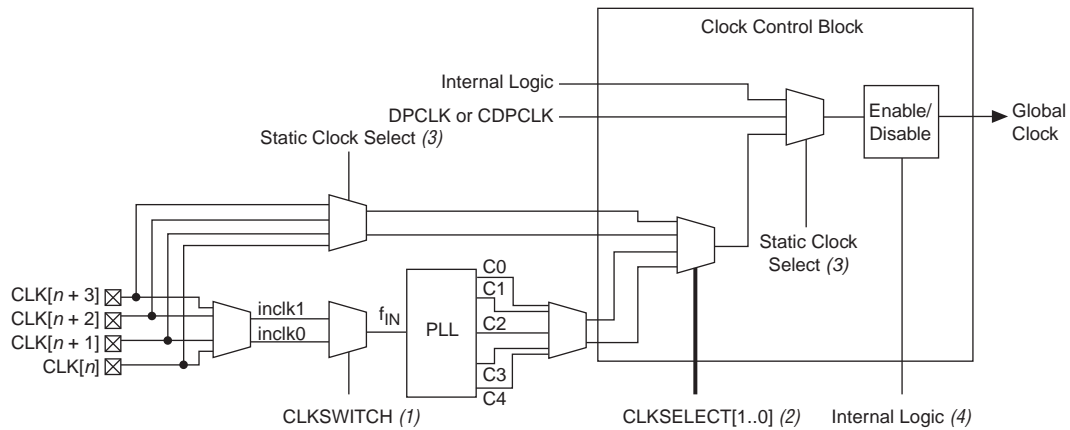 Clock Control Block
Internal Logic
DPCLK or CDPCLK
Enable/
Disable
Global
Clock
Static Clock Select (3)
Static Clock
Select (3)
CLK[n + 3]
CLK[n + 2]
CLK[n + 1]
CLK[n]
inclk1
inclk0
fIN
PLL
C0
C1
C2
C3
C4
CLKSWITCH (1)
CLKSELECT[1..0] (2)
Internal Logic (4)